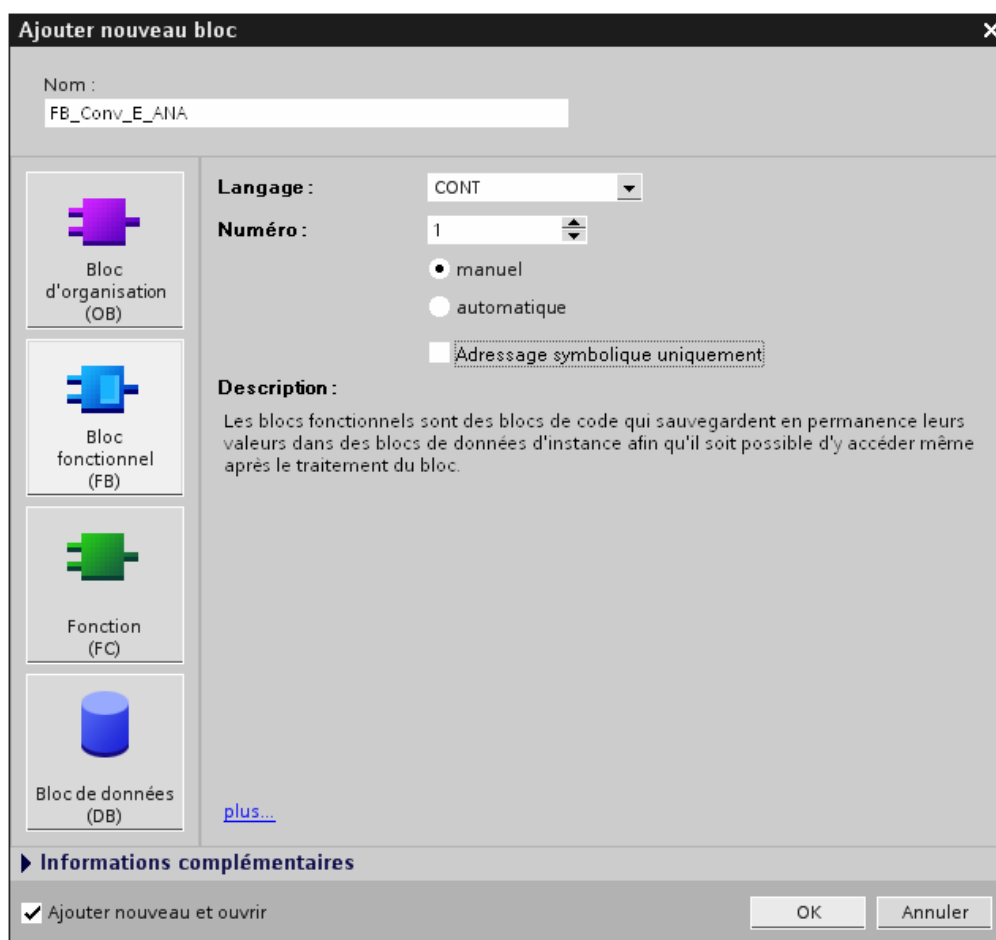 Ajouter nouveau bloc
Nom :
FB_Conv_E_ANA
Bloc
d'organisation
(OB)
Bloc
fonctionnel
(FB)
Fonction
(FC)
Bloc de données
(DB)
Langage :
CONT
Numéro :
1
manuel
automatique
Adressage symbolique uniquement
Description :
Les blocs fonctionnels sont des blocs de code qui sauvegardent en permanence leurs
valeurs dans des blocs de données d'instance afin qu'il soit possible d'y accéder même
après le traitement du bloc.
plus...
Informations complémentaires
Ajouter nouveau et ouvrir
OK
Annuler